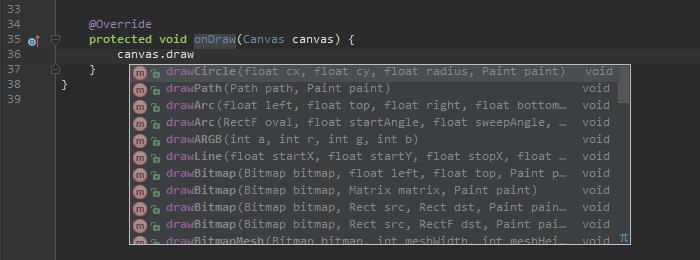 33
34 @Override
35 protected void onDraw(Canvas canvas) {
36 canvas.draw
37 }
38 }
39
m drawCircle(float cx, float cy, float radius, Paint paint) void
m drawPath(Path path, Paint paint) void
m drawArc(float left, float top, float right, float bottom… void
m drawArc(RectF oval, float startAngle, float sweepAngle, … void
m drawARGB(int a, int r, int g, int b) void
m drawLine(float startX, float startY, float stopX, float … void
m drawBitmap(Bitmap bitmap, float left, float top, Paint p… void
m drawBitmap(Bitmap bitmap, Matrix matrix, Paint paint) void
m drawBitmap(Bitmap bitmap, Rect src, Rect dst, Paint pain… void
m drawBitmap(Bitmap bitmap, Rect src, RectF dst, Paint pai… void
m drawBitmapMesh(Bitmap bitmap, int meshWidth, int meshHei… void
π